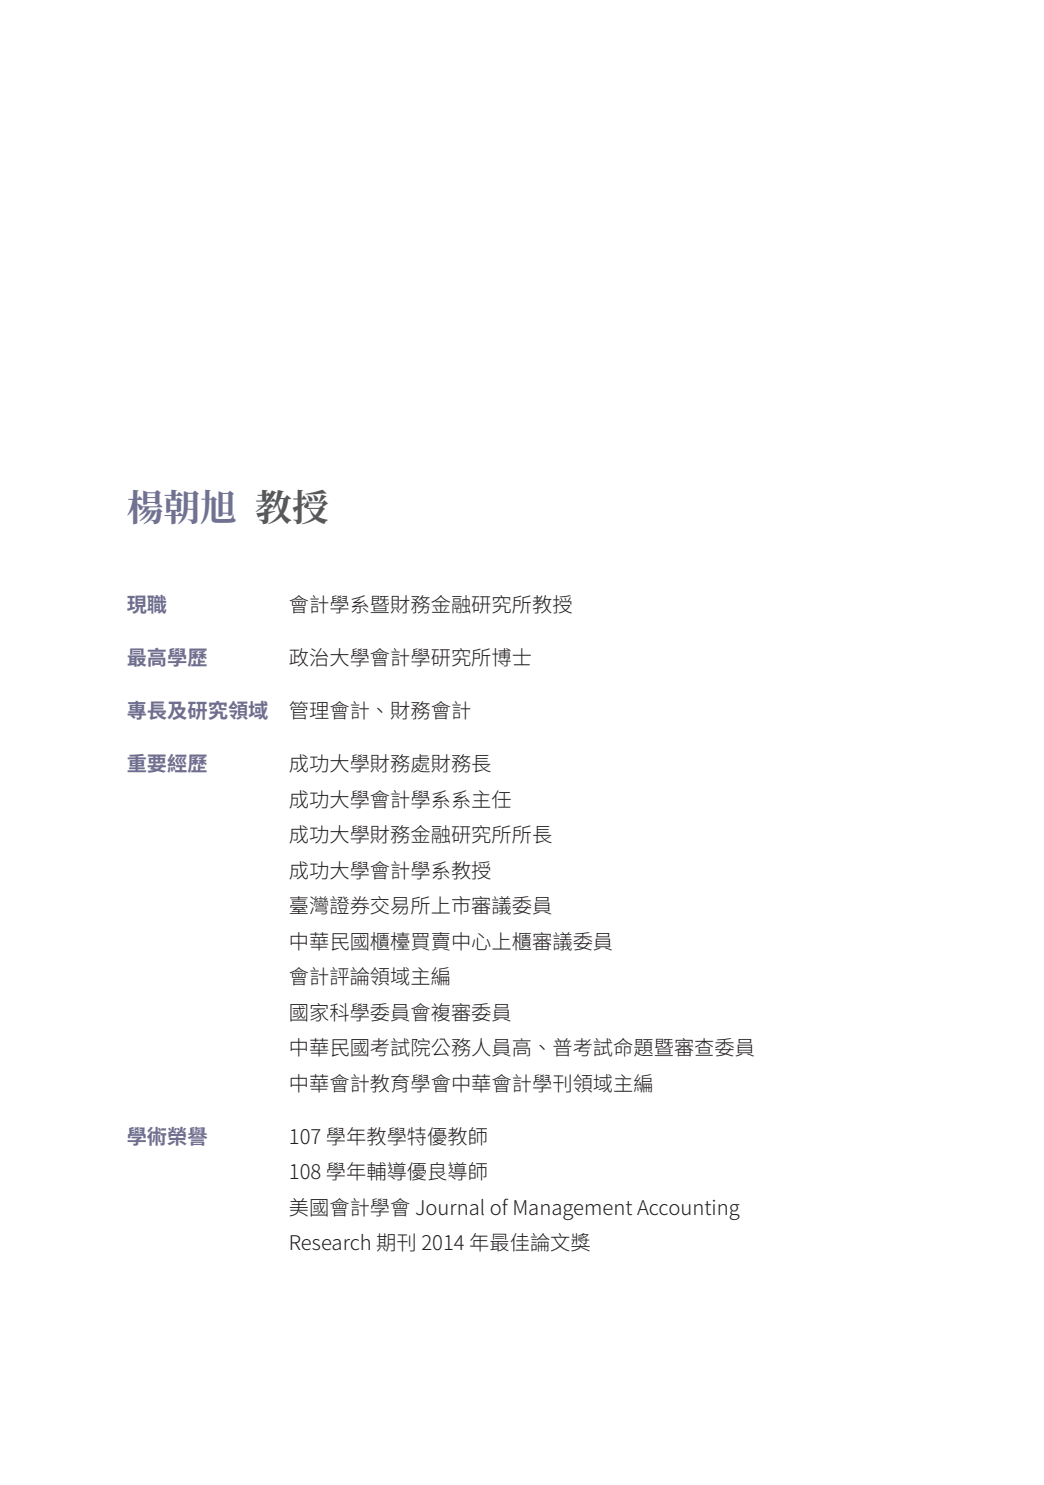 楊朝旭 教授
現職 會計學系暨財務金融研究所教授
最高學歷 政治大學會計學研究所博士
專長及研究領域 管理會計、財務會計
重要經歷 成功大學財務處財務長
成功大學會計學系系主任
成功大學財務金融研究所所長
成功大學會計學系教授
臺灣證券交易所上市審議委員
中華民國櫃檯買賣中心上櫃審議委員
會計評論領域主編
國家科學委員會複審委員
中華民國考試院公務人員高、普考試命題暨審查委員
中華會計教育學會中華會計學刊領域主編
學術榮譽 107 學年教學特優教師
108 學年輔導優良導師
美國會計學會 Journal of Management Accounting
Research 期刊 2014 年最佳論文獎